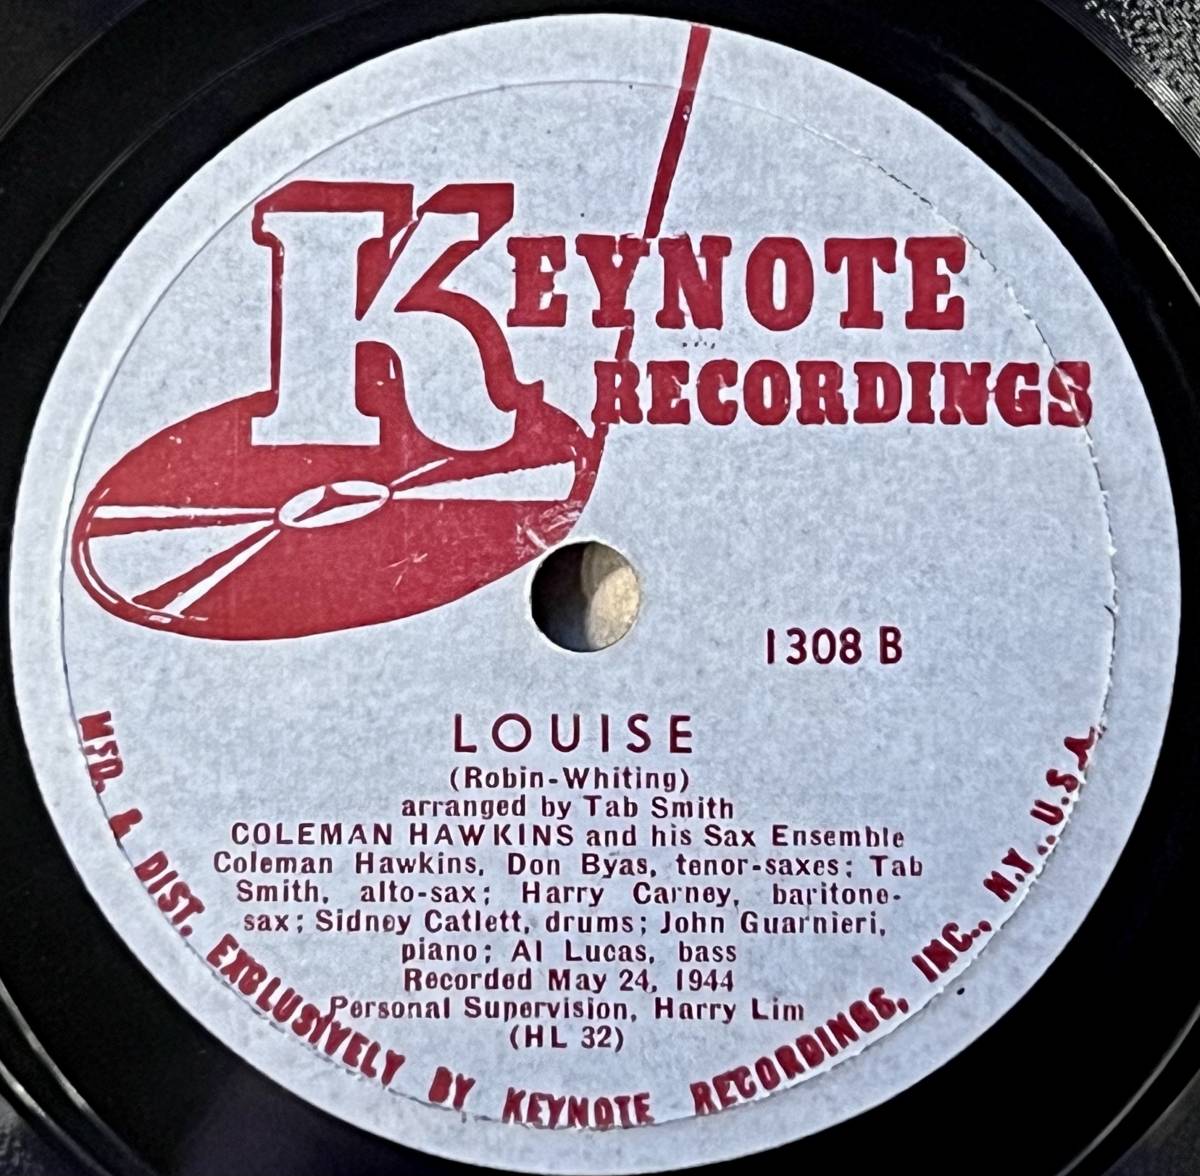 KEYNOTE
RECORDINGS
1308 B
LOUISE
(Robin-Whiting)
arranged by Tab Smith
COLEMAN HAWKINS and his Sax Ensemble
Coleman Hawkins, Don Byas, tenor-saxes; Tab
Smith, alto-sax; Harry Carney, baritone-
sax; Sidney Catlett, drums; John Guarnieri,
piano; Al Lucas, bass
Recorded May 24, 1944
Personal Supervision, Harry Lim
(HL 32)
MFD. & DIST. EXCLUSIVELY BY KEYNOTE RECORDINGS, INC., N.Y., U.S.A.